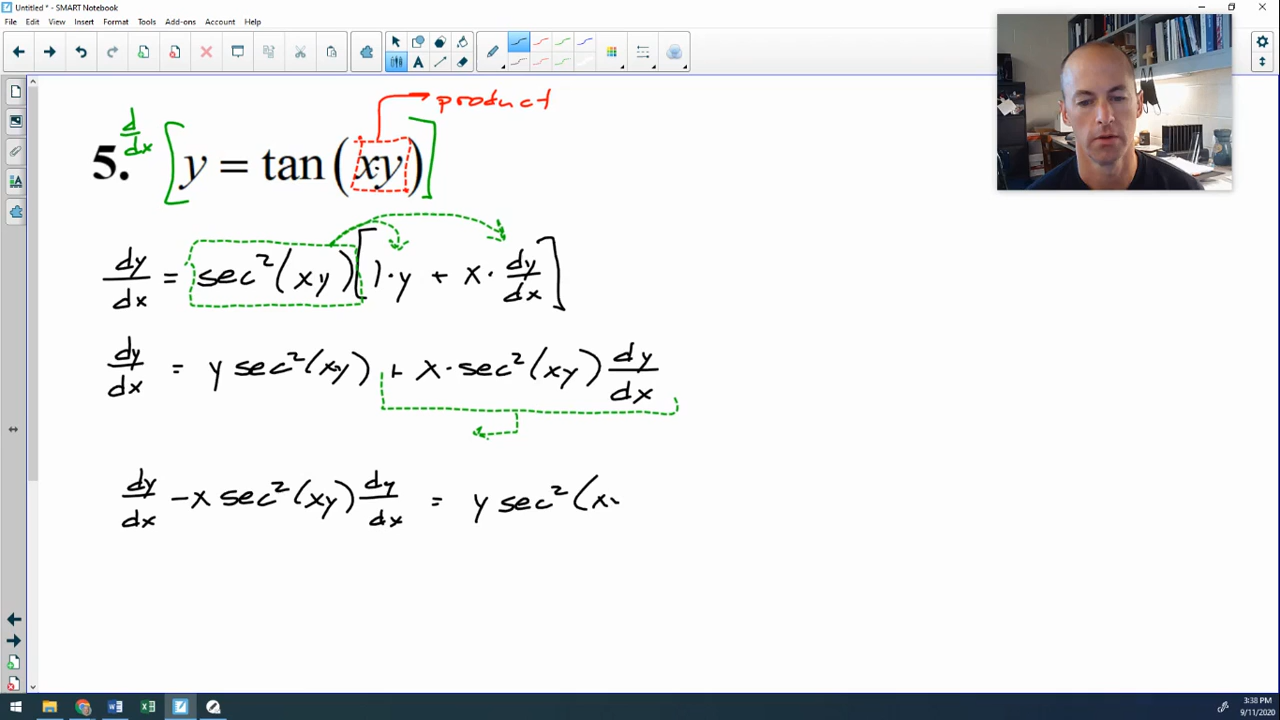 Untitled * - SMART Notebook
File Edit View Insert Format Tools Add-ons Account Help
product
d/dx
5. [y = tan (xy)]
dy/dx = sec²(xy)[1·y + x·dy/dx]
dy/dx = y sec²(xy) + x·sec²(xy) dy/dx
dy/dx - x sec²(xy) dy/dx = y sec²(x
3:38 PM
9/11/2020